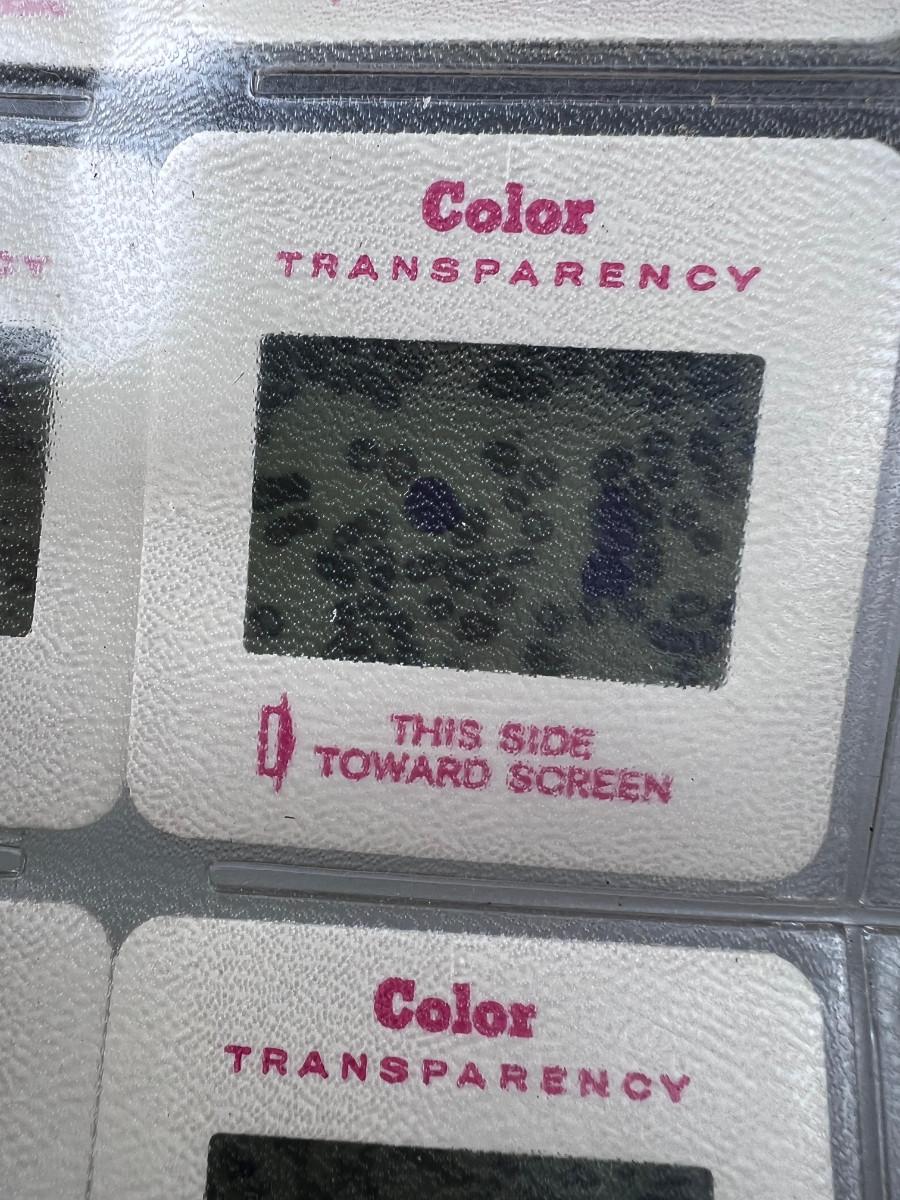 Color
TRANSPARENCY
THIS SIDE
TOWARD SCREEN
Color
TRANSPARENCY